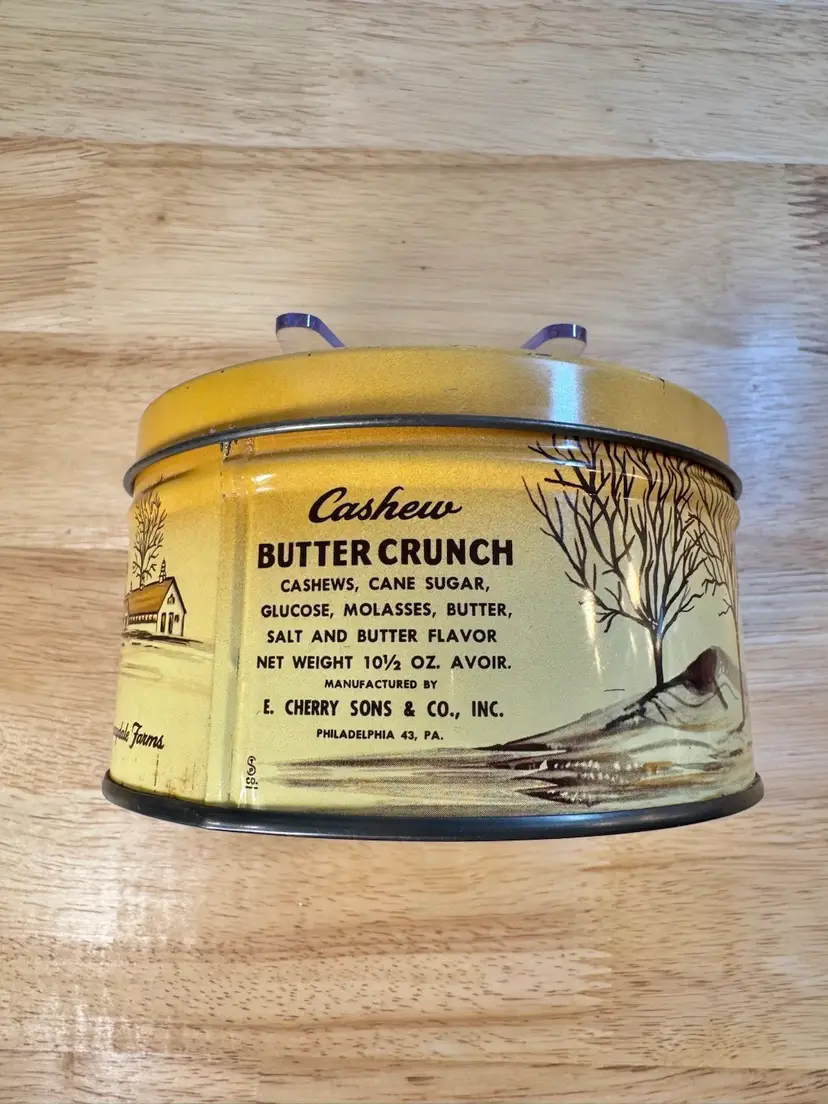 Cashew
BUTTER CRUNCH
CASHEWS, CANE SUGAR,
GLUCOSE, MOLASSES, BUTTER,
SALT AND BUTTER FLAVOR
NET WEIGHT 10½ OZ. AVOIR.
MANUFACTURED BY
E. CHERRY SONS & CO., INC.
PHILADELPHIA 43, PA.
Farms